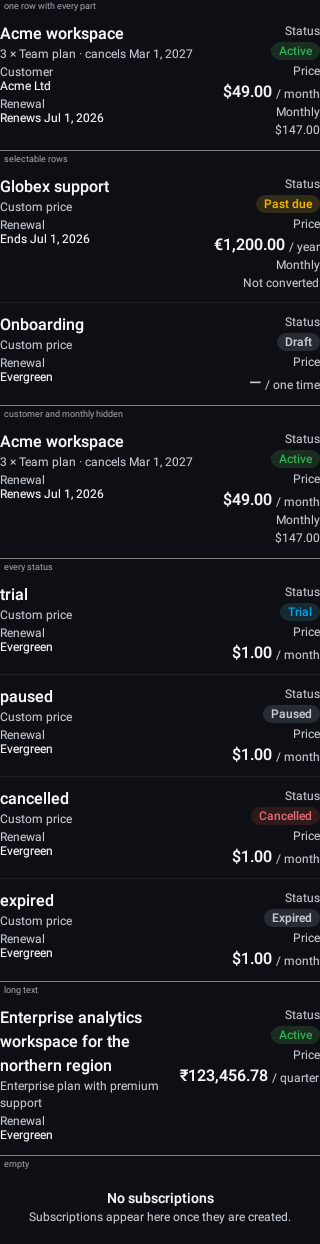 one row with every part
Acme workspace
3 × Team plan · cancels Mar 1, 2027
Customer
Acme Ltd
Renewal
Renews Jul 1, 2026
Status
Active
Price
$49.00 / month
Monthly
$147.00
selectable rows
Globex support
Custom price
Renewal
Ends Jul 1, 2026
Status
Past due
Price
€1,200.00 / year
Monthly
Not converted
Onboarding
Custom price
Renewal
Evergreen
Status
Draft
Price
— / one time
customer and monthly hidden
Acme workspace
3 × Team plan · cancels Mar 1, 2027
Renewal
Renews Jul 1, 2026
Status
Active
Price
$49.00 / month
Monthly
$147.00
every status
trial
Custom price
Renewal
Evergreen
Status
Trial
Price
$1.00 / month
paused
Custom price
Renewal
Evergreen
Status
Paused
Price
$1.00 / month
cancelled
Custom price
Renewal
Evergreen
Status
Cancelled
Price
$1.00 / month
expired
Custom price
Renewal
Evergreen
Status
Expired
Price
$1.00 / month
long text
Enterprise analytics
workspace for the
northern region
Enterprise plan with premium
support
Renewal
Evergreen
Status
Active
Price
₹123,456.78 / quarter
empty
No subscriptions
Subscriptions appear here once they are created.